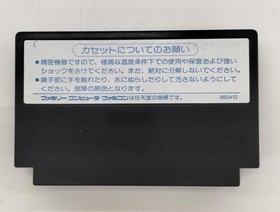 カセットについてのお願い
●精密機器ですので、極端な温度条件下での使用や保管および強い
ショックをさけてください。また、絶対に分解しないでください。
●端子部に手を触れたり、水にぬらしたりして汚さないようにして
ください。故障の原因となります。
ファミリー コンピュータ・ファミコンは任天堂の商標です。
860410